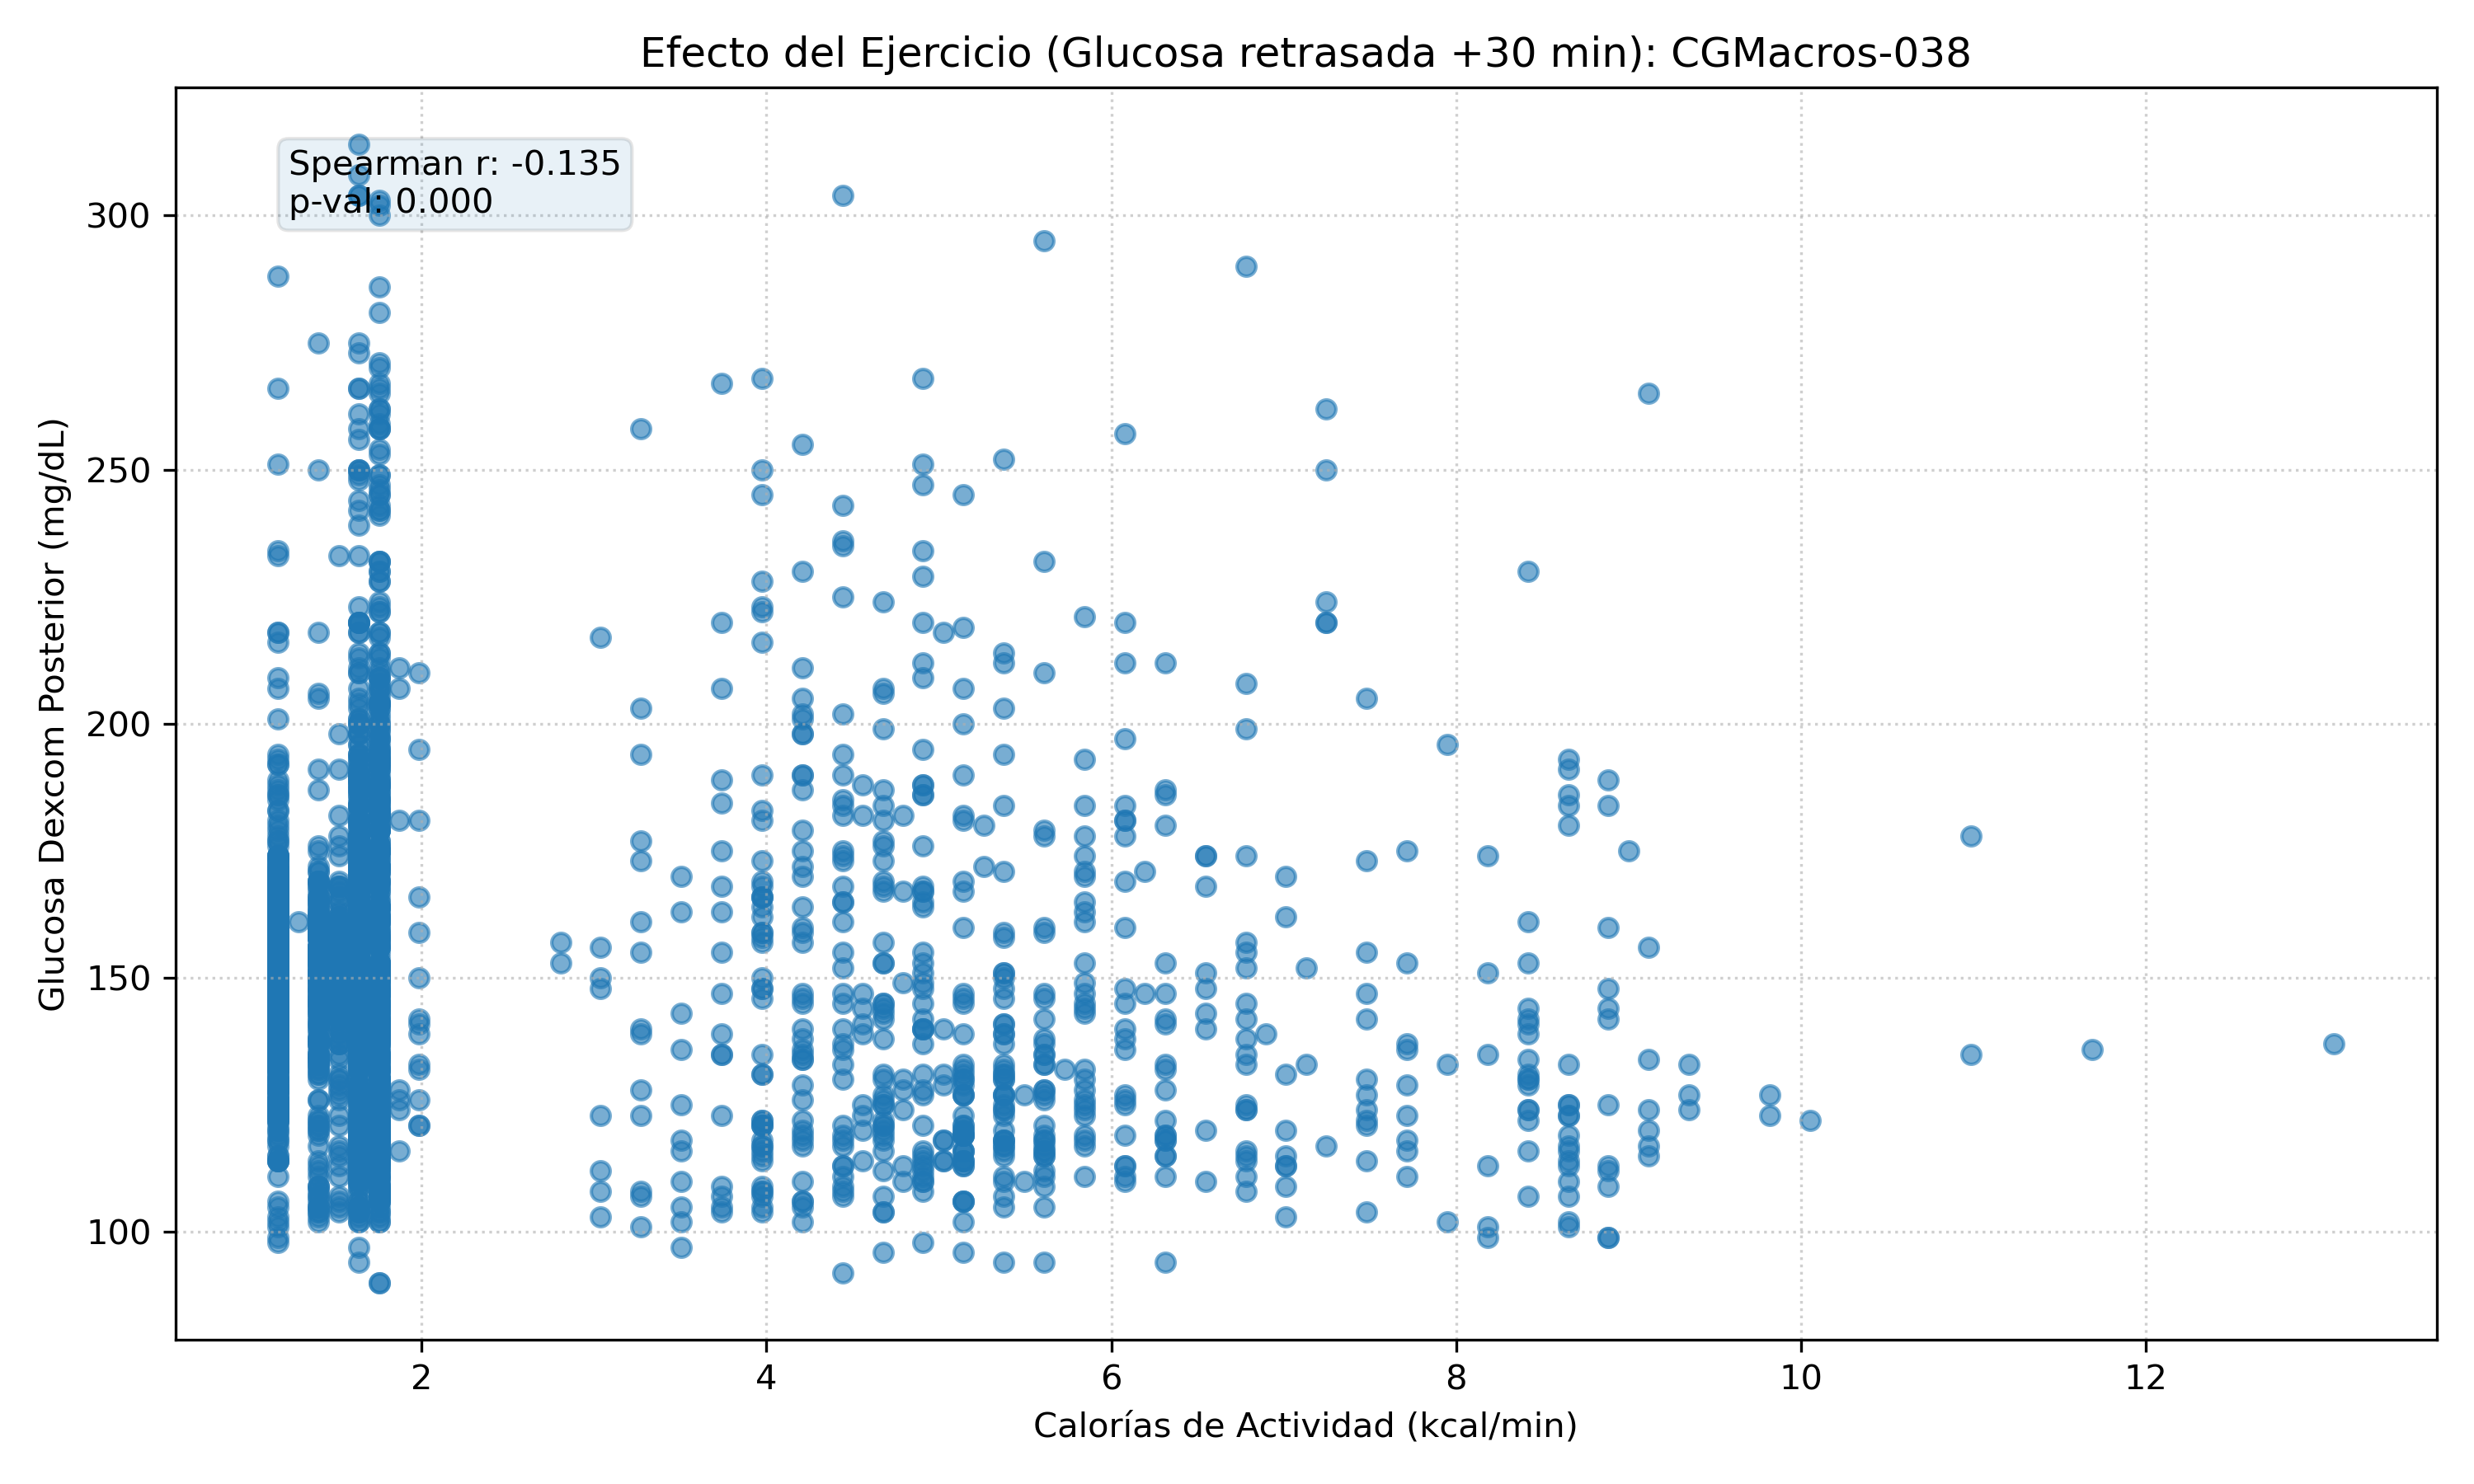 Efecto del Ejercicio (Glucosa retrasada +30 min): CGMacros-038
Spearman r: -0.135
p-val: 0.000
Glucosa Dexcom Posterior (mg/dL)
300
250
200
150
100
2 4 6 8 10 12
Calorías de Actividad (kcal/min)